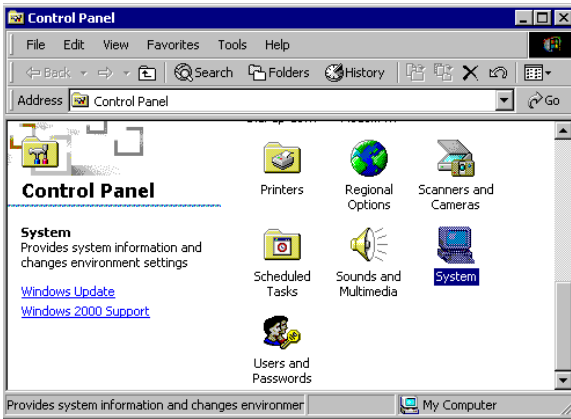 Control Panel
File Edit View Favorites Tools Help
Back Search Folders History
Address Control Panel Go
Control Panel
System
Provides system information and
changes environment settings
Windows Update
Windows 2000 Support
Printers
Regional
Options
Scanners and
Cameras
Scheduled
Tasks
Sounds and
Multimedia
System
Users and
Passwords
Provides system information and changes environmer
My Computer